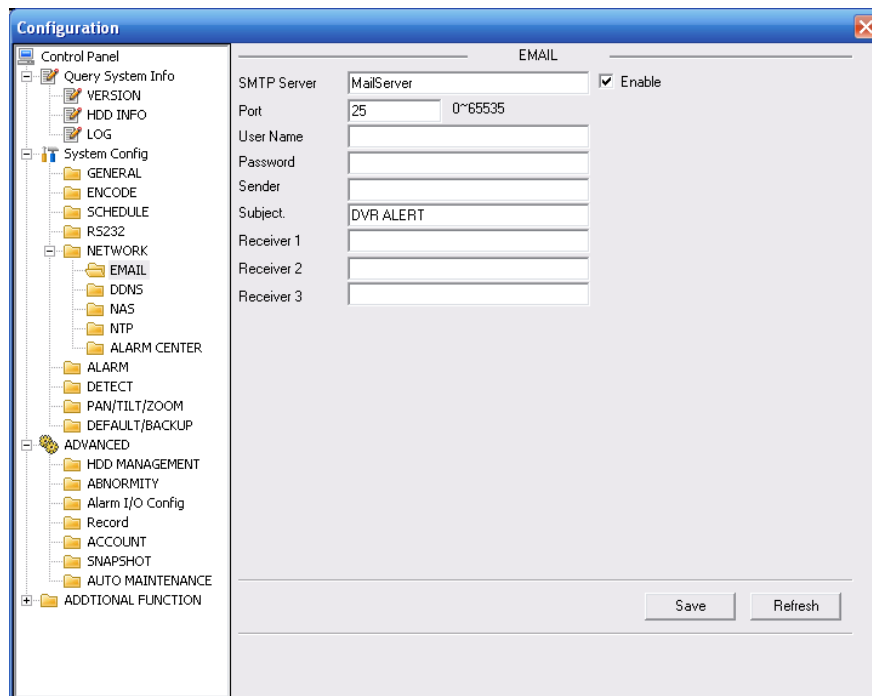 Configuration
Control Panel
Query System Info
VERSION
HDD INFO
LOG
System Config
GENERAL
ENCODE
SCHEDULE
RS232
NETWORK
EMAIL
DDNS
NAS
NTP
ALARM CENTER
ALARM
DETECT
PAN/TILT/ZOOM
DEFAULT/BACKUP
ADVANCED
HDD MANAGEMENT
ABNORMITY
Alarm I/O Config
Record
ACCOUNT
SNAPSHOT
AUTO MAINTENANCE
ADDTIONAL FUNCTION
EMAIL
SMTP Server MailServer Enable
Port 25 0~65535
User Name
Password
Sender
Subject. DVR ALERT
Receiver 1
Receiver 2
Receiver 3
Save Refresh